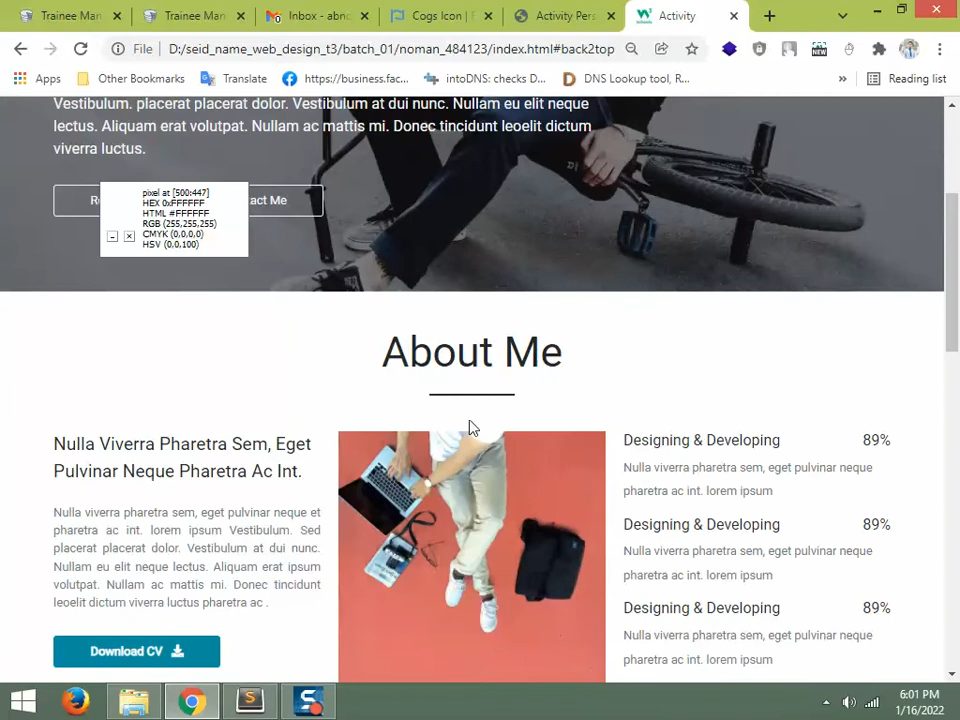 Trainee Man
Trainee Man
Inbox - abno
Cogs Icon | F
Activity Pers
Activity
File
D:/seid_name_web_design_t3/batch_01/noman_484123/index.html#back2top
Apps
Other Bookmarks
Translate
https://business.fac...
intoDNS: checks D...
DNS Lookup tool, R...
»
Reading list
Vestibulum. placerat placerat dolor. Vestibulum at dui nunc. Nullam eu elit neque
lectus. Aliquam erat volutpat. Nullam ac mattis mi. Donec tincidunt leoelit dictum
viverra luctus.
act Me
pixel at [500:447]
HEX 0xFFFFFF
HTML #FFFFFF
RGB (255,255,255)
CMYK (0,0,0,0)
HSV (0.0.100)
About Me
Nulla Viverra Pharetra Sem, Eget
Pulvinar Neque Pharetra Ac Int.
Nulla viverra pharetra sem, eget pulvinar neque et
pharetra ac int. lorem ipsum Vestibulum. Sed
placerat placerat dolor. Vestibulum at dui nunc.
Nullam eu elit neque lectus. Aliquam erat volutpat.
volutpat. Nullam ac mattis mi. Donec tincidunt
leoelit dictum viverra luctus pharetra ac .
Download CV
Designing & Developing 89%
Nulla viverra pharetra sem, eget pulvinar neque
pharetra ac int. lorem ipsum
Designing & Developing 89%
Nulla viverra pharetra sem, eget pulvinar neque
pharetra ac int. lorem ipsum
Designing & Developing 89%
Nulla viverra pharetra sem, eget pulvinar neque
pharetra ac int. lorem ipsum
6:01 PM
1/16/2022